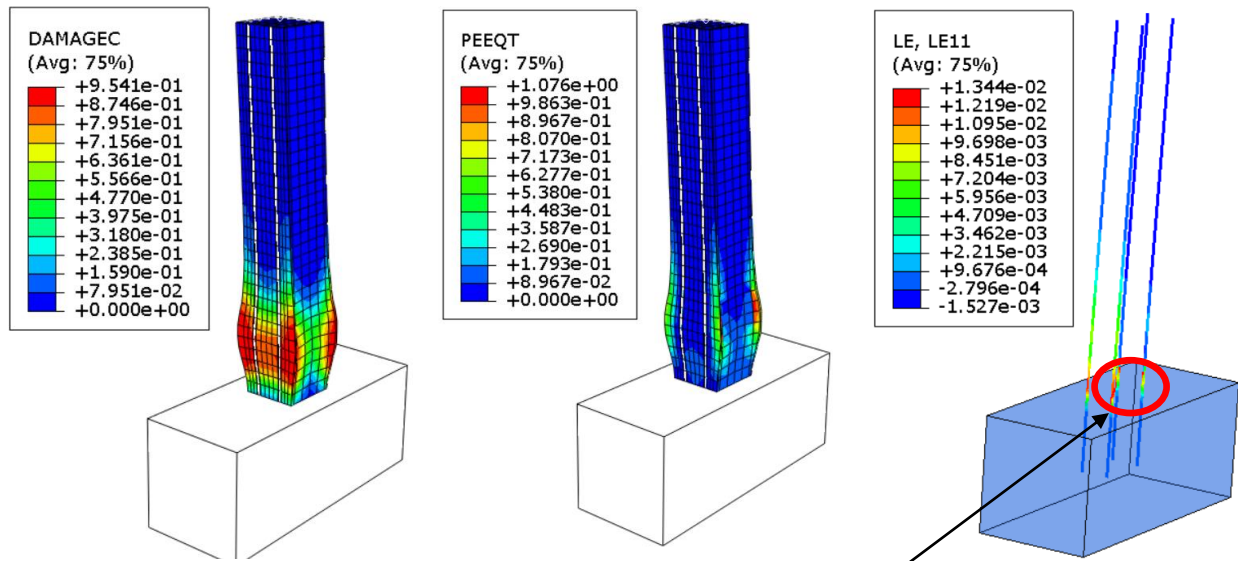 DAMAGEC
(Avg: 75%)
+9.541e-01
+8.746e-01
+7.951e-01
+7.156e-01
+6.361e-01
+5.566e-01
+4.770e-01
+3.975e-01
+3.180e-01
+2.385e-01
+1.590e-01
+7.951e-02
+0.000e+00
PEEQT
(Avg: 75%)
+1.076e+00
+9.863e-01
+8.967e-01
+8.070e-01
+7.173e-01
+6.277e-01
+5.380e-01
+4.483e-01
+3.587e-01
+2.690e-01
+1.793e-01
+8.967e-02
+0.000e+00
LE, LE11
(Avg: 75%)
+1.344e-02
+1.219e-02
+1.095e-02
+9.698e-03
+8.451e-03
+7.204e-03
+5.956e-03
+4.709e-03
+3.462e-03
+2.215e-03
+9.676e-04
-2.796e-04
-1.527e-03